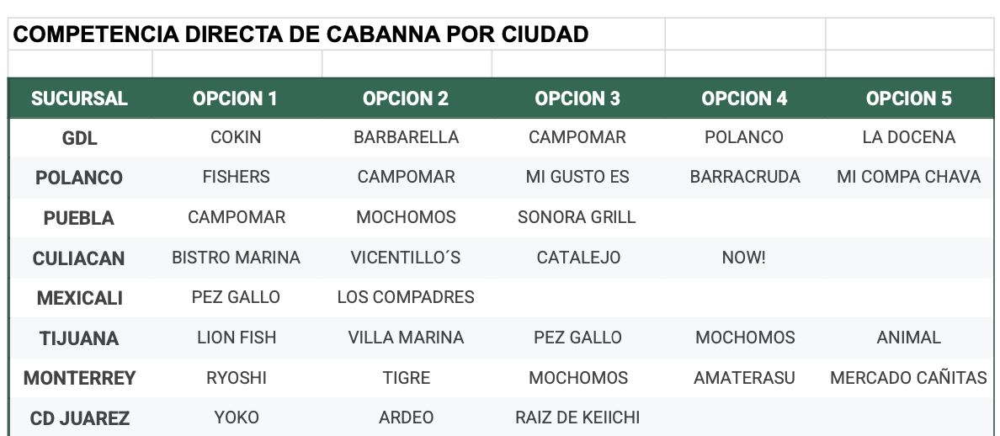 COMPETENCIA DIRECTA DE CABANNA POR CIUDAD
SUCURSAL OPCION 1 OPCION 2 OPCION 3 OPCION 4 OPCION 5
GDL COKIN BARBARELLA CAMPOMAR POLANCO LA DOCENA
POLANCO FISHERS CAMPOMAR MI GUSTO ES BARRACRUDA MI COMPA CHAVA
PUEBLA CAMPOMAR MOCHOMOS SONORA GRILL
CULIACAN BISTRO MARINA VICENTILLO´S CATALEJO NOW!
MEXICALI PEZ GALLO LOS COMPADRES
TIJUANA LION FISH VILLA MARINA PEZ GALLO MOCHOMOS ANIMAL
MONTERREY RYOSHI TIGRE MOCHOMOS AMATERASU MERCADO CAÑITAS
CD JUAREZ YOKO ARDEO RAIZ DE KEIICHI